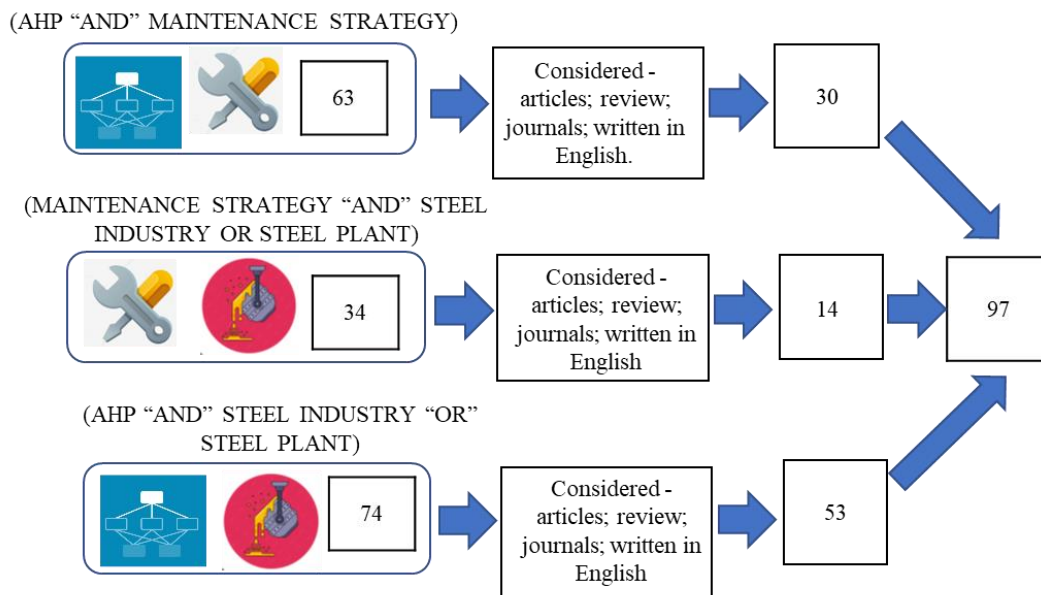 (AHP “AND” MAINTENANCE STRATEGY)
63
Considered -
articles; review;
journals; written in
English.
30
(MAINTENANCE STRATEGY “AND” STEEL
INDUSTRY OR STEEL PLANT)
34
Considered -
articles; review;
journals; written in
English
14
97
(AHP “AND” STEEL INDUSTRY “OR”
STEEL PLANT)
74
Considered -
articles; review;
journals; written in
English
53